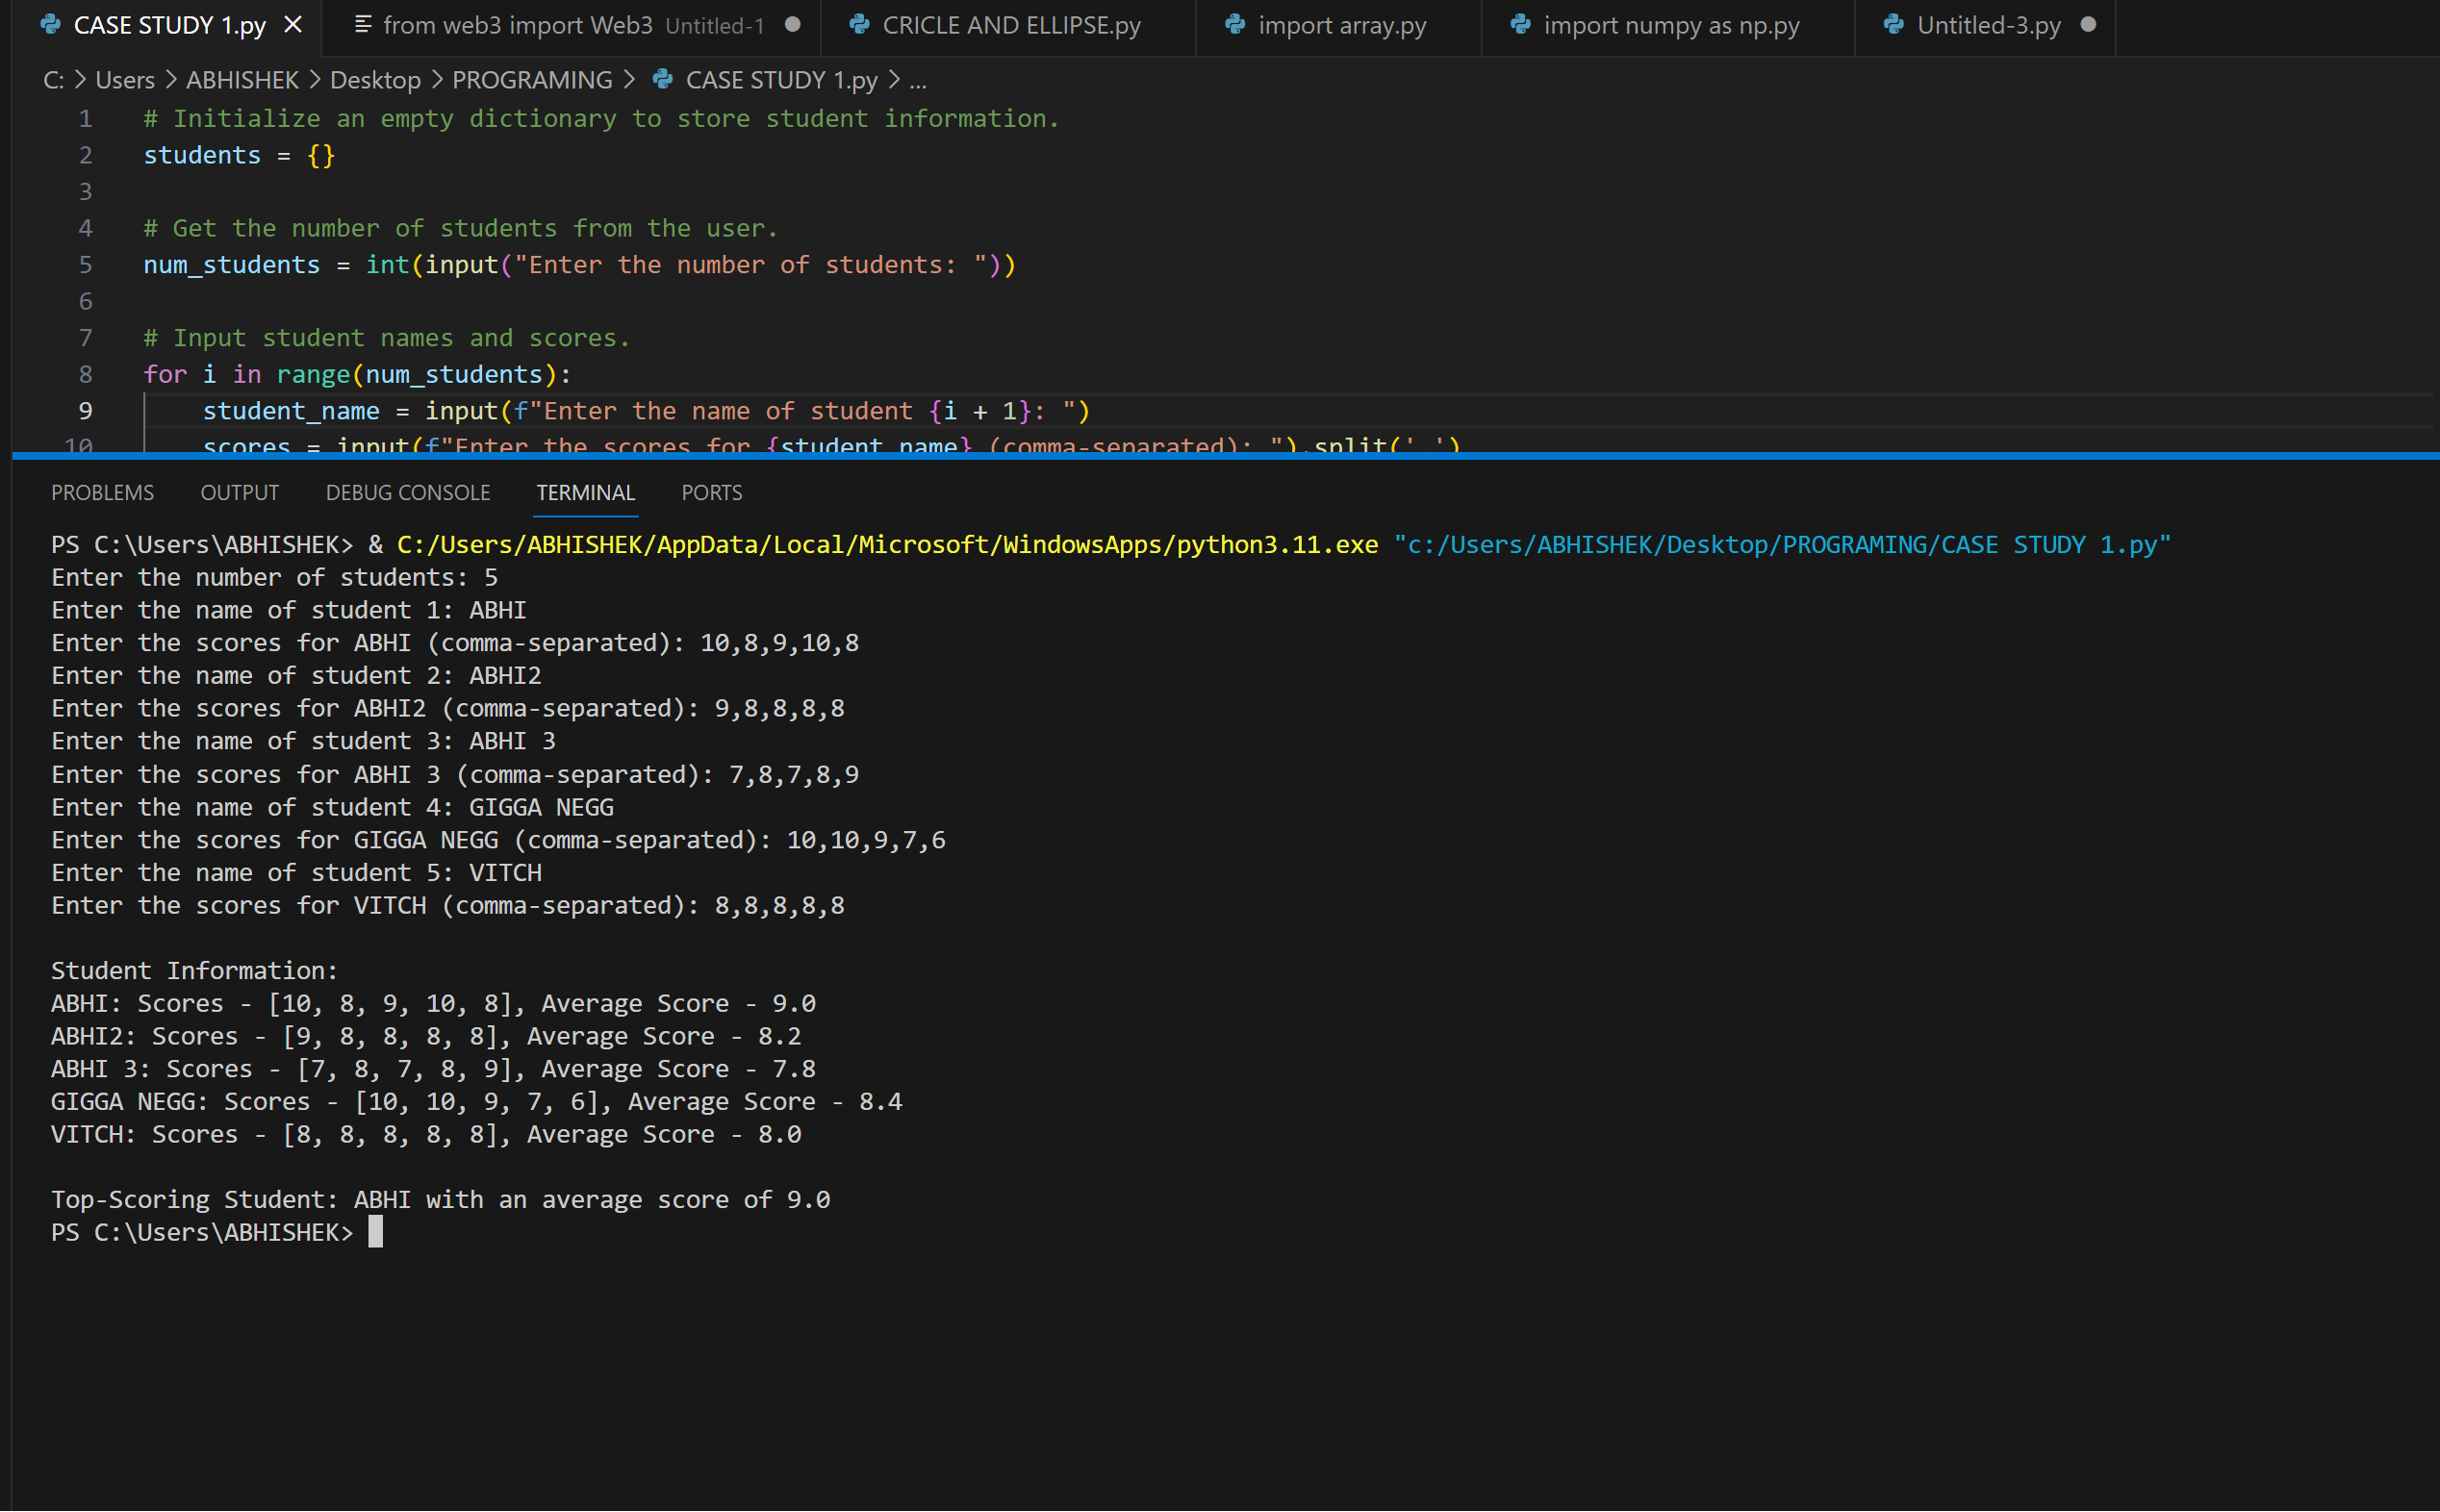 CASE STUDY 1.py
from web3 import Web3 Untitled-1
CRICLE AND ELLIPSE.py
import array.py
import numpy as np.py
Untitled-3.py
C: > Users > ABHISHEK > Desktop > PROGRAMING > CASE STUDY 1.py > ...
1 # Initialize an empty dictionary to store student information.
2 students = {}
3
4 # Get the number of students from the user.
5 num_students = int(input("Enter the number of students: "))
6
7 # Input student names and scores.
8 for i in range(num_students):
9 student_name = input(f"Enter the name of student {i + 1}: ")
10 scores = input(f"Enter the scores for {student_name} (comma-separated): ").split(',')
PROBLEMS OUTPUT DEBUG CONSOLE TERMINAL PORTS
PS C:\Users\ABHISHEK> & C:/Users/ABHISHEK/AppData/Local/Microsoft/WindowsApps/python3.11.exe "c:/Users/ABHISHEK/Desktop/PROGRAMING/CASE STUDY 1.py"
Enter the number of students: 5
Enter the name of student 1: ABHI
Enter the scores for ABHI (comma-separated): 10,8,9,10,8
Enter the name of student 2: ABHI2
Enter the scores for ABHI2 (comma-separated): 9,8,8,8,8
Enter the name of student 3: ABHI 3
Enter the scores for ABHI 3 (comma-separated): 7,8,7,8,9
Enter the name of student 4: GIGGA NEGG
Enter the scores for GIGGA NEGG (comma-separated): 10,10,9,7,6
Enter the name of student 5: VITCH
Enter the scores for VITCH (comma-separated): 8,8,8,8,8
Student Information:
ABHI: Scores - [10, 8, 9, 10, 8], Average Score - 9.0
ABHI2: Scores - [9, 8, 8, 8, 8], Average Score - 8.2
ABHI 3: Scores - [7, 8, 7, 8, 9], Average Score - 7.8
GIGGA NEGG: Scores - [10, 10, 9, 7, 6], Average Score - 8.4
VITCH: Scores - [8, 8, 8, 8, 8], Average Score - 8.0
Top-Scoring Student: ABHI with an average score of 9.0
PS C:\Users\ABHISHEK>